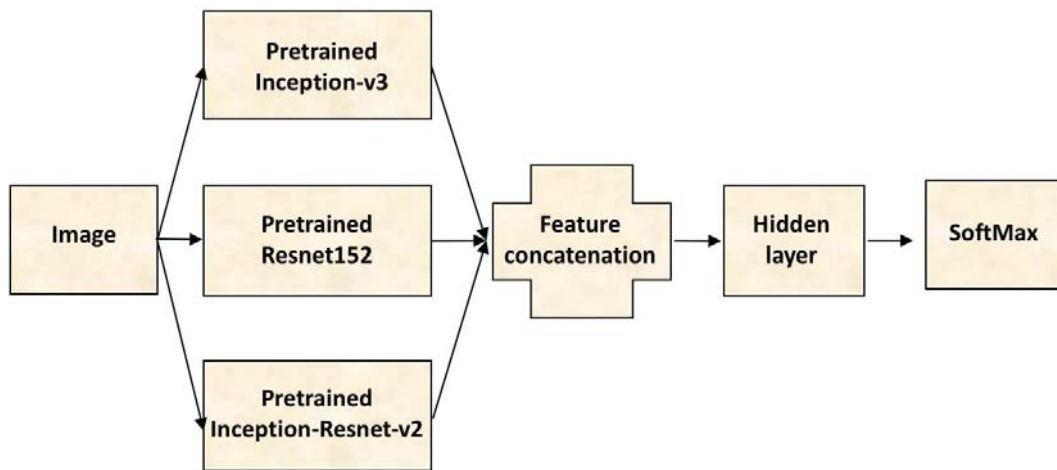 Image
Pretrained
Inception-v3
Pretrained
Resnet152
Pretrained
Inception-Resnet-v2
Feature
concatenation
Hidden
layer
SoftMax